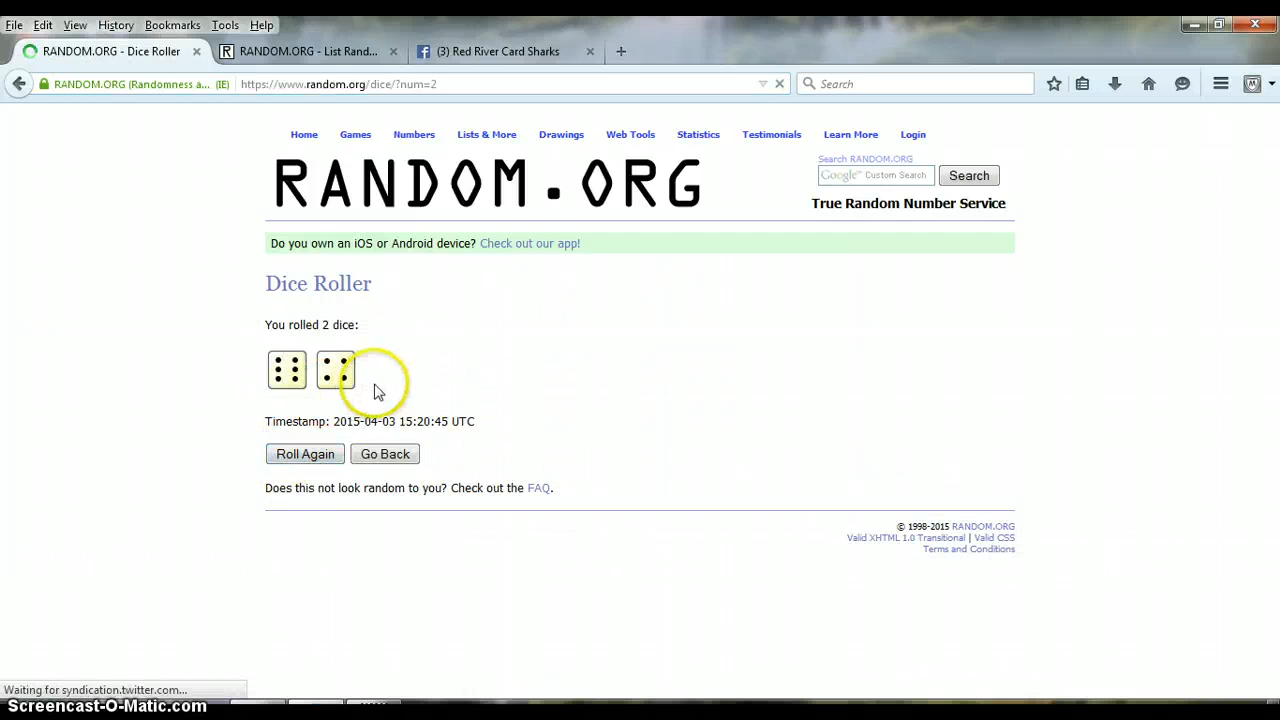 File Edit View History Bookmarks Tools Help
RANDOM.ORG - Dice Roller × RANDOM.ORG - List Rand... × (3) Red River Card Sharks × +
RANDOM.ORG (Randomness a... (IE) https://www.random.org/dice/?num=2 Search
Home Games Numbers Lists & More Drawings Web Tools Statistics Testimonials Learn More Login
RANDOM.ORG
Search RANDOM.ORG
Google™ Custom Search Search
True Random Number Service
Do you own an iOS or Android device? Check out our app!
Dice Roller
You rolled 2 dice:
Timestamp: 2015-04-03 15:20:45 UTC
Roll Again Go Back
Does this not look random to you? Check out the FAQ.
© 1998-2015 RANDOM.ORG
Valid XHTML 1.0 Transitional | Valid CSS
Terms and Conditions
Waiting for syndication.twitter.com...
Screencast-O-Matic.com